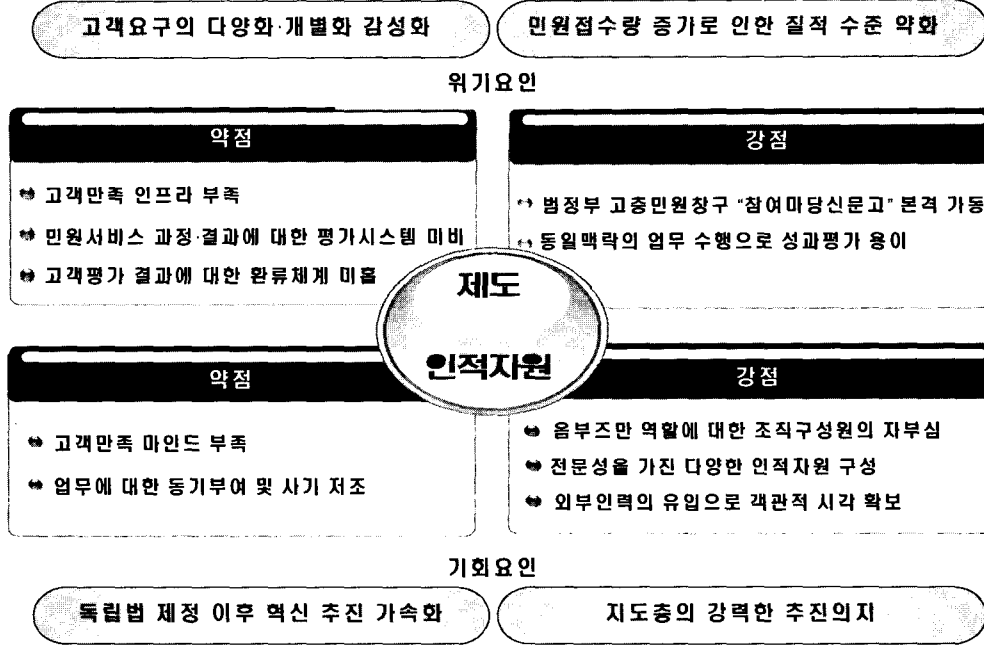 고객요구의 다양화·개별화 감성화
민원접수량 증가로 인한 질적 수준 약화
위기요인
약점
고객만족 인프라 부족
민원서비스 과정·결과에 대한 평가시스템 미비
고객평가 결과에 대한 환류체계 미흡
강점
범정부 고충민원창구 "참여마당신문고" 본격 가동
동일맥락의 업무 수행으로 성과평가 용이
제도
인적자원
약점
고객만족 마인드 부족
업무에 대한 동기부여 및 사기 저조
강점
옴부즈만 역할에 대한 조직구성원의 자부심
전문성을 가진 다양한 인적자원 구성
외부인력의 유입으로 객관적 시각 확보
기회요인
독립법 제정 이후 혁신 추진 가속화
지도층의 강력한 추진의지